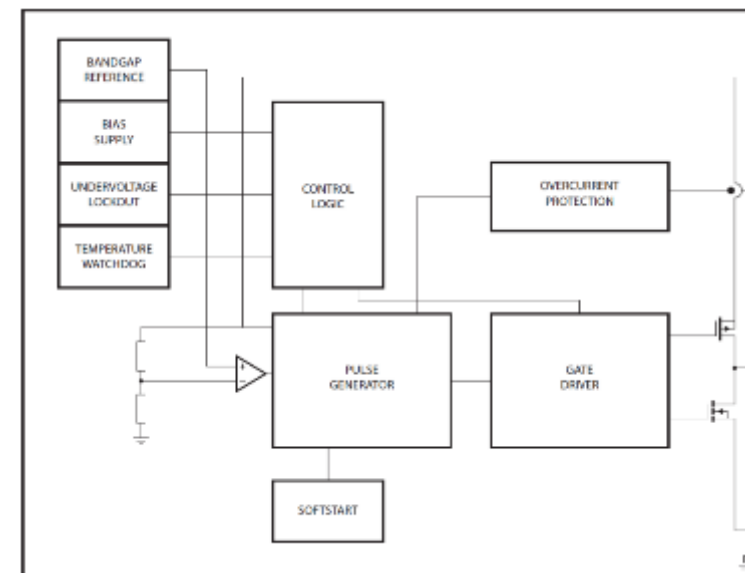 BANDGAP
REFERENCE
BIAS
SUPPLY
UNDERVOLTAGE
LOCKOUT
TEMPERATURE
WATCHDOG
CONTROL
LOGIC
OVERCURRENT
PROTECTION
+
-
PULSE
GENERATOR
GATE
DRIVER
SOFTSTART